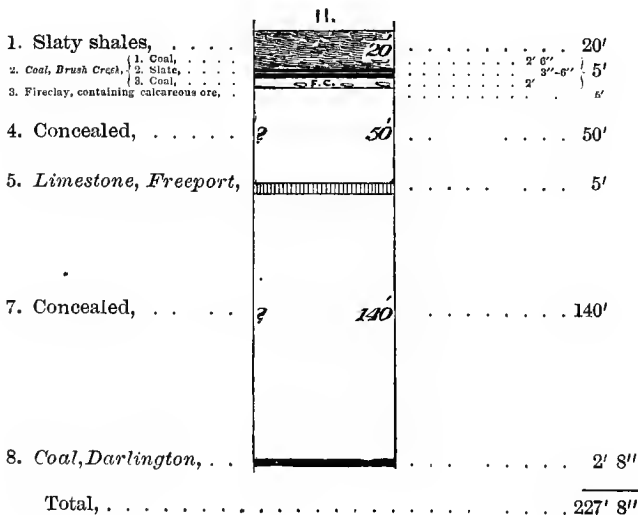 11.
1. Slaty shales, . . . . 20' . . . . . . . . 20'
2. Coal, Brush Creek, { 1. Coal, . . . . . 2' 6"
2. Slate, . . . . . 3"-6" } 5'
3. Coal, . . . . . 2'
3. Fireclay, containing calcareous ore, . F.C. . . . . . . 5'
4. Concealed, . . . . . ? 50' . . . . . . . . 50'
5. Limestone, Freeport, . . . . . . . . 5'
7. Concealed, . . . . . ? 140' . . . . . . . . 140'
8. Coal, Darlington, . . . . . . . . . . 2' 8"
Total, . . . . . . . . . . . . . . . . 227' 8"